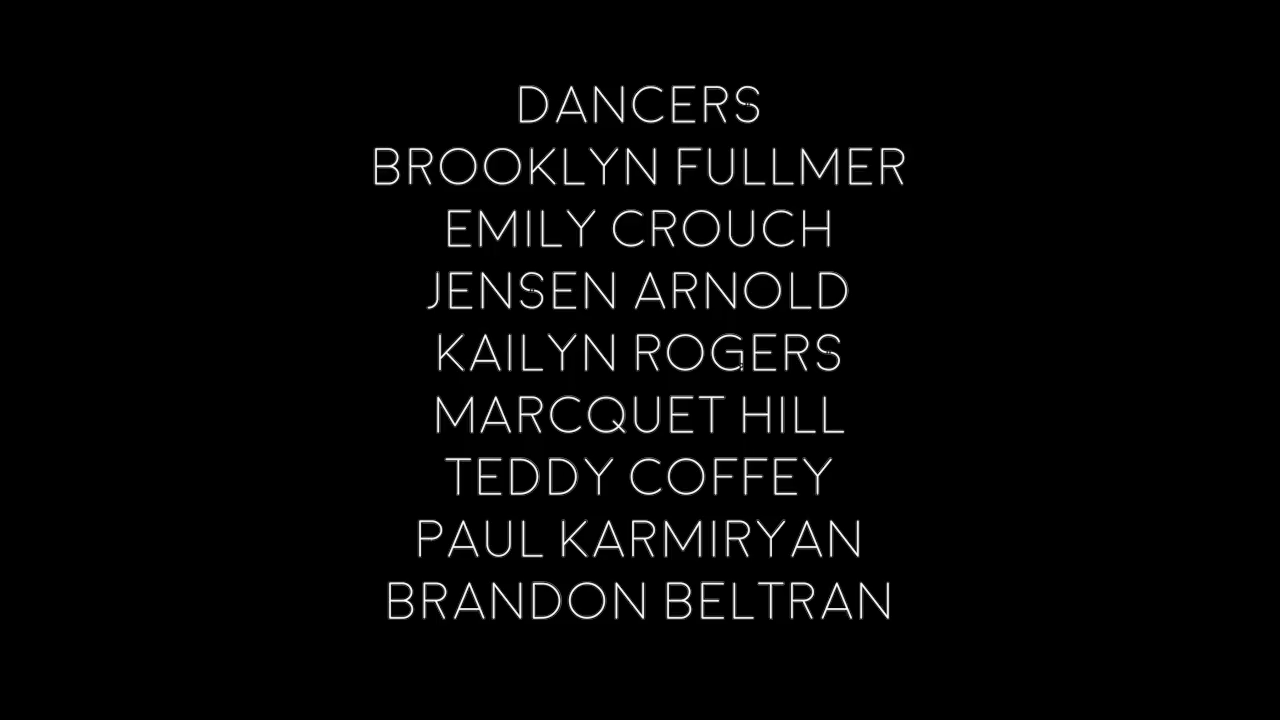 DANCERS
BROOKLYN FULLMER
EMILY CROUCH
JENSEN ARNOLD
KAILYN ROGERS
MARCQUET HILL
TEDDY COFFEY
PAUL KARMIRYAN
BRANDON BELTRAN